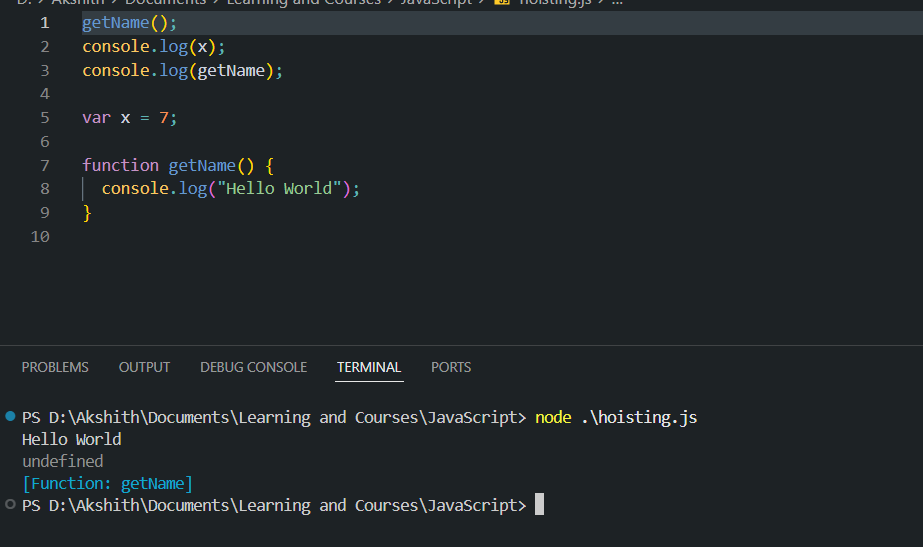 D: > Akshith > Documents > Learning and Courses > JavaScript > JS hoisting.js > ...
1 getName();
2 console.log(x);
3 console.log(getName);
4
5 var x = 7;
6
7 function getName() {
8 console.log("Hello World");
9 }
10
PROBLEMS OUTPUT DEBUG CONSOLE TERMINAL PORTS
PS D:\Akshith\Documents\Learning and Courses\JavaScript> node .\hoisting.js
Hello World
undefined
[Function: getName]
PS D:\Akshith\Documents\Learning and Courses\JavaScript>